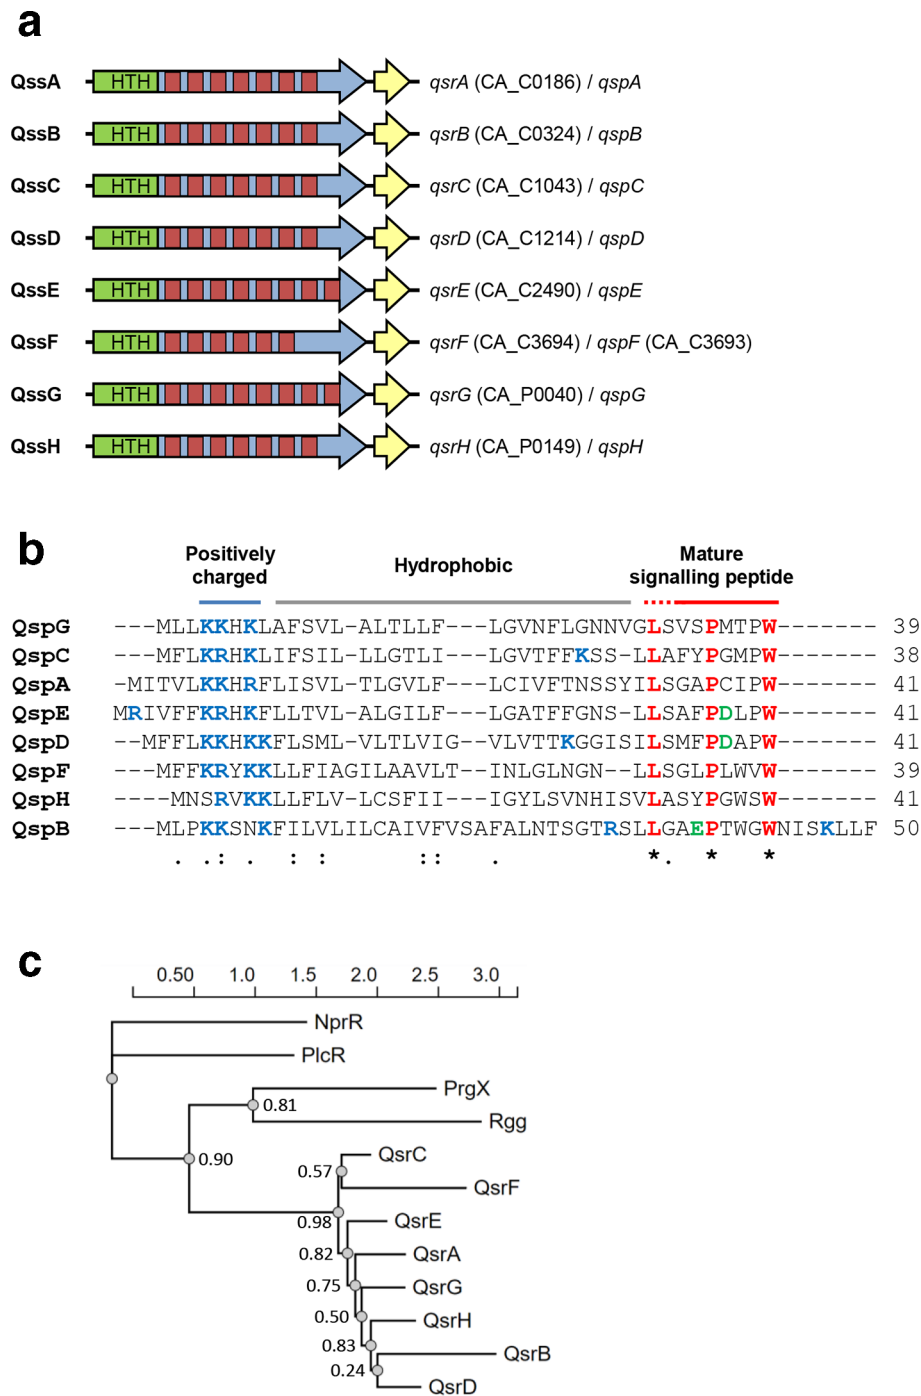 a
QssA HTH qsrA (CA_C0186) / qspA
QssB HTH qsrB (CA_C0324) / qspB
QssC HTH qsrC (CA_C1043) / qspC
QssD HTH qsrD (CA_C1214) / qspD
QssE HTH qsrE (CA_C2490) / qspE
QssF HTH qsrF (CA_C3694) / qspF (CA_C3693)
QssG HTH qsrG (CA_P0040) / qspG
QssH HTH qsrH (CA_P0149) / qspH
b
Positively charged
Hydrophobic
Mature signalling peptide
QspG ---MLLKKHKLAFSVL-ALTLLF---LGVNFLGNNVGLSVSPMTPW------- 39
QspC ---MFLKRHKLIFSIL-LLGTLI---LGVTFFKSS-LLAFYPGMPW------- 38
QspA -MITVLKKHRFLISVL-TLGVLF---LCIVFTNSSYILSGAPCIPW------- 41
QspE MRIVFFKRHKFLLTVL-ALGILF---LGATFFGNS-LLSAFPDLPW------- 41
QspD --MFFLKKHKKFLSML-VLTLVIG--VLVTTKGGISILSMFPDAPW------- 41
QspF ---MFFKRYKKLLFIAGILAAVLT--INLGLNGN--LLSGLPLWVW------- 39
QspH ----MNSRVKKLLFLV-LCSFII---IGYLSVNHISVLASYPGWSW------- 41
QspB ---MLPKKSNKFILVLILCAIVFVSAFALNTSGTRSLLGAEPTWGWNISKLLF 50
. .: . : : :: . *. * *
c
0.50 1.0 1.5 2.0 2.5 3.0
NprR
PlcR
PrgX
0.81
Rgg
QsrC
0.90
0.57
QsrF
0.98
QsrE
0.82
QsrA
0.75
QsrG
0.50
QsrH
0.83
QsrB
0.24
QsrD